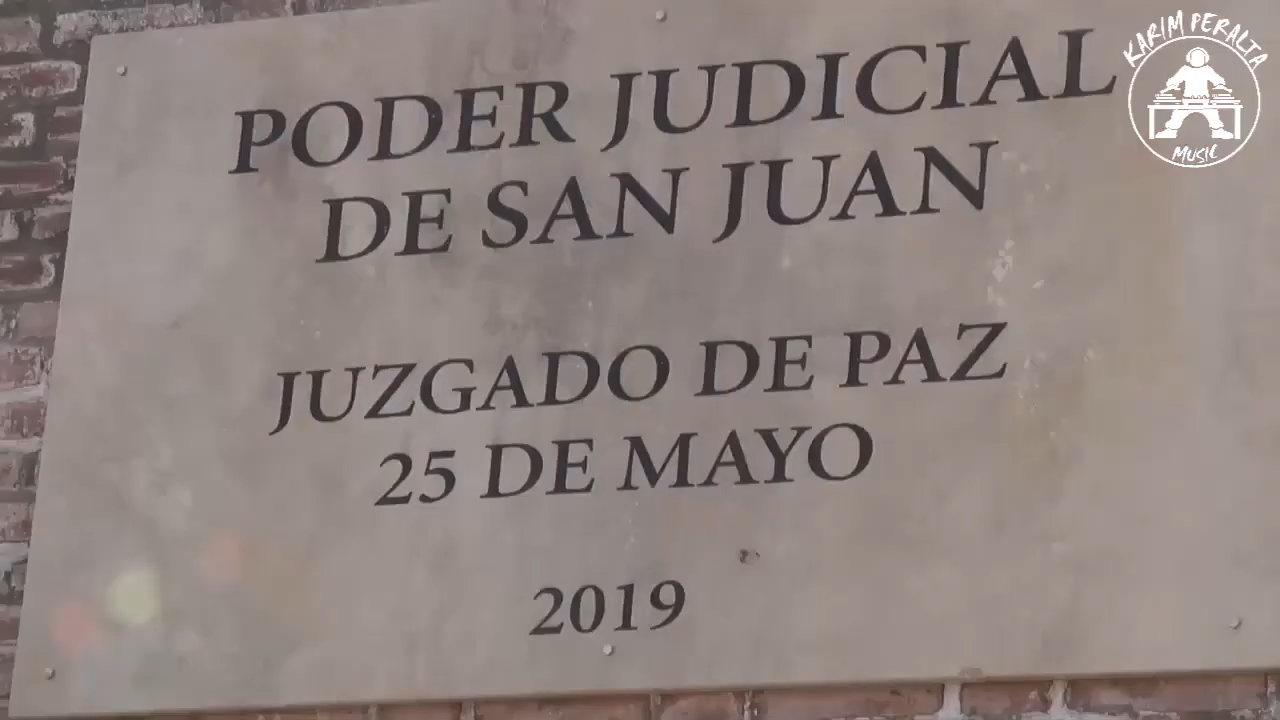 PODER JUDICIAL
DE SAN JUAN
JUZGADO DE PAZ
25 DE MAYO
2019
KARIM PERALTA
MUSIC